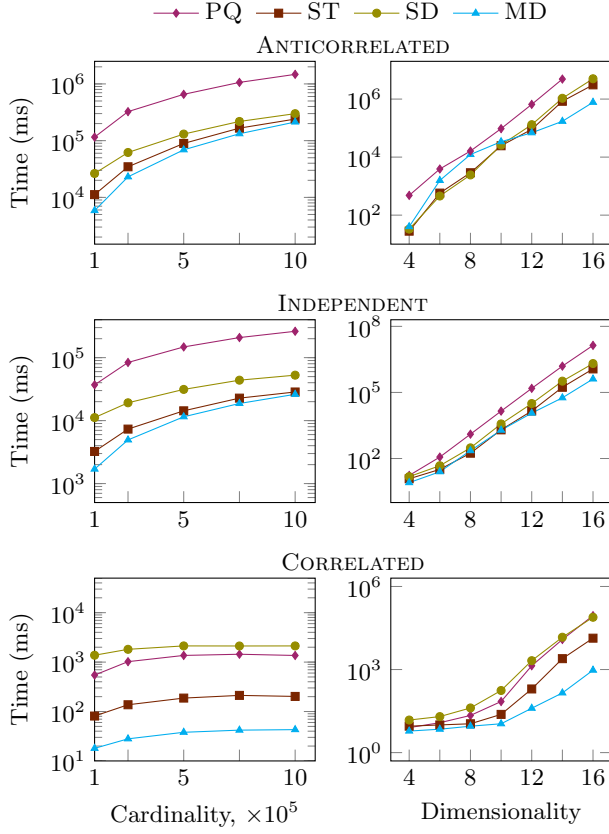 PQ ST SD MD
ANTICORRELATED
Time (ms)
10^6
10^5
10^4
1 5 10
10^6
10^4
10^2
4 8 12 16
INDEPENDENT
Time (ms)
10^5
10^4
10^3
1 5 10
10^8
10^5
10^2
4 8 12 16
CORRELATED
Time (ms)
10^4
10^3
10^2
10^1
1 5 10
Cardinality, ×10^5
10^6
10^3
10^0
4 8 12 16
Dimensionality